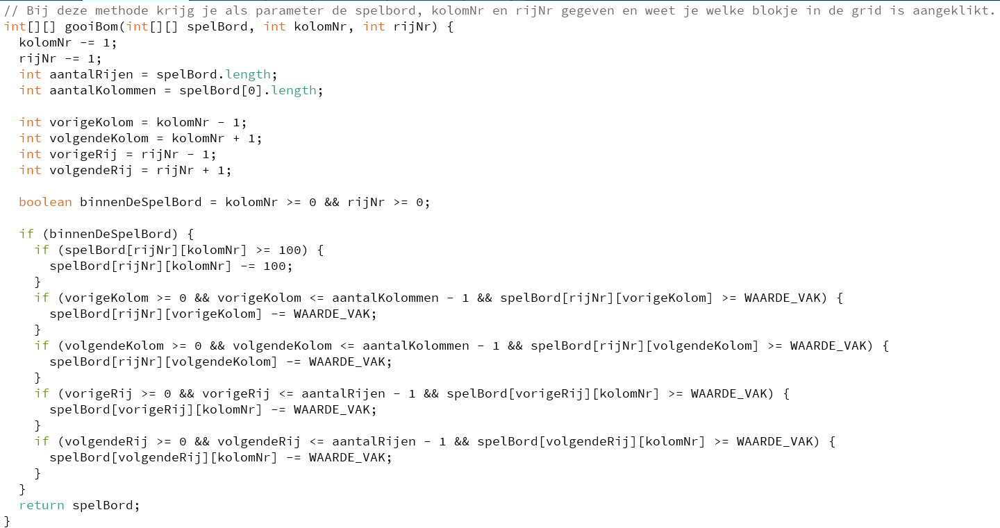 // Bij deze methode krijg je als parameter de spelbord, kolomNr en rijNr gegeven en weet je welke blokje in de grid is aangeklikt.
int[][] gooiBom(int[][] spelBord, int kolomNr, int rijNr) {
  kolomNr -= 1;
  rijNr -= 1;
  int aantalRijen = spelBord.length;
  int aantalKolommen = spelBord[0].length;

  int vorigeKolom = kolomNr - 1;
  int volgendeKolom = kolomNr + 1;
  int vorigeRij = rijNr - 1;
  int volgendeRij = rijNr + 1;

  boolean binnenDeSpelBord = kolomNr >= 0 && rijNr >= 0;

  if (binnenDeSpelBord) {
    if (spelBord[rijNr][kolomNr] >= 100) {
      spelBord[rijNr][kolomNr] -= 100;
    }
    if (vorigeKolom >= 0 && vorigeKolom <= aantalKolommen - 1 && spelBord[rijNr][vorigeKolom] >= WAARDE_VAK) {
      spelBord[rijNr][vorigeKolom] -= WAARDE_VAK;
    }
    if (volgendeKolom >= 0 && volgendeKolom <= aantalKolommen - 1 && spelBord[rijNr][volgendeKolom] >= WAARDE_VAK) {
      spelBord[rijNr][volgendeKolom] -= WAARDE_VAK;
    }
    if (vorigeRij >= 0 && vorigeRij <= aantalRijen - 1 && spelBord[vorigeRij][kolomNr] >= WAARDE_VAK) {
      spelBord[vorigeRij][kolomNr] -= WAARDE_VAK;
    }
    if (volgendeRij >= 0 && volgendeRij <= aantalRijen - 1 && spelBord[volgendeRij][kolomNr] >= WAARDE_VAK) {
      spelBord[volgendeRij][kolomNr] -= WAARDE_VAK;
    }
  }
  return spelBord;
}